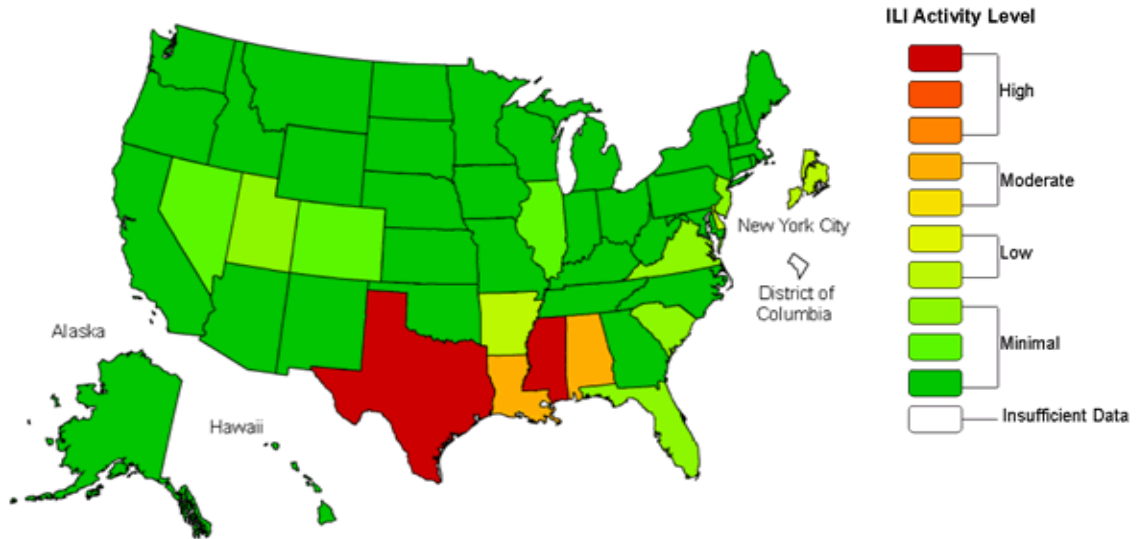 ILI Activity Level
High
Moderate
New York City
Low
District of
Columbia
Alaska
Minimal
Hawaii
Insufficient Data